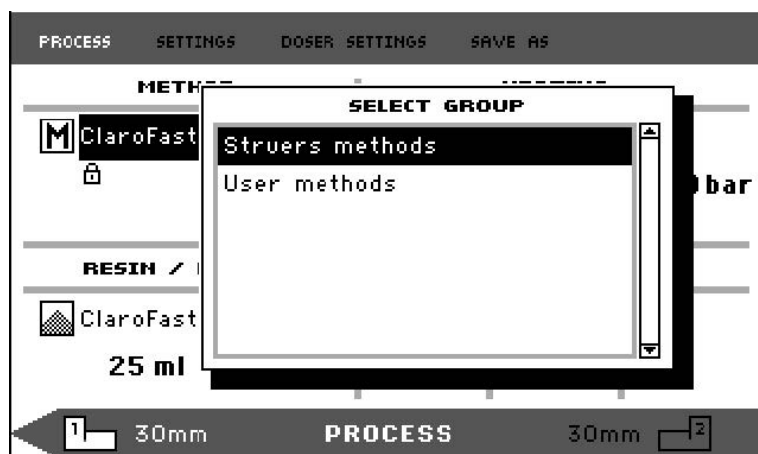 PROCESS SETTINGS DOSER SETTINGS SAVE AS
SELECT GROUP
ClaroFast
Struers methods
User methods
bar
RESIN /
ClaroFast
25 ml
1 30mm PROCESS 30mm 2